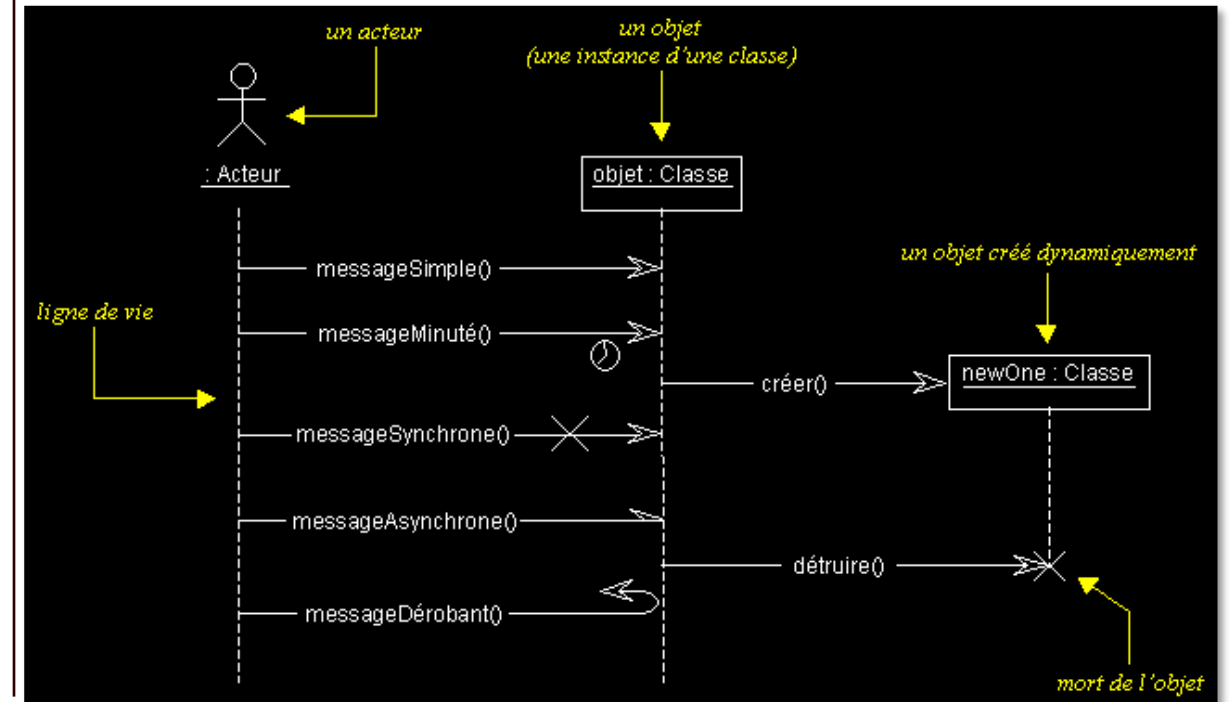 un acteur
un objet
(une instance d'une classe)
: Acteur
objet : Classe
messageSimple()
un objet créé dynamiquement
ligne de vie
messageMinuté()
créer()
newOne : Classe
messageSynchrone()
messageAsynchrone()
détruire()
messageDérobant()
mort de l'objet